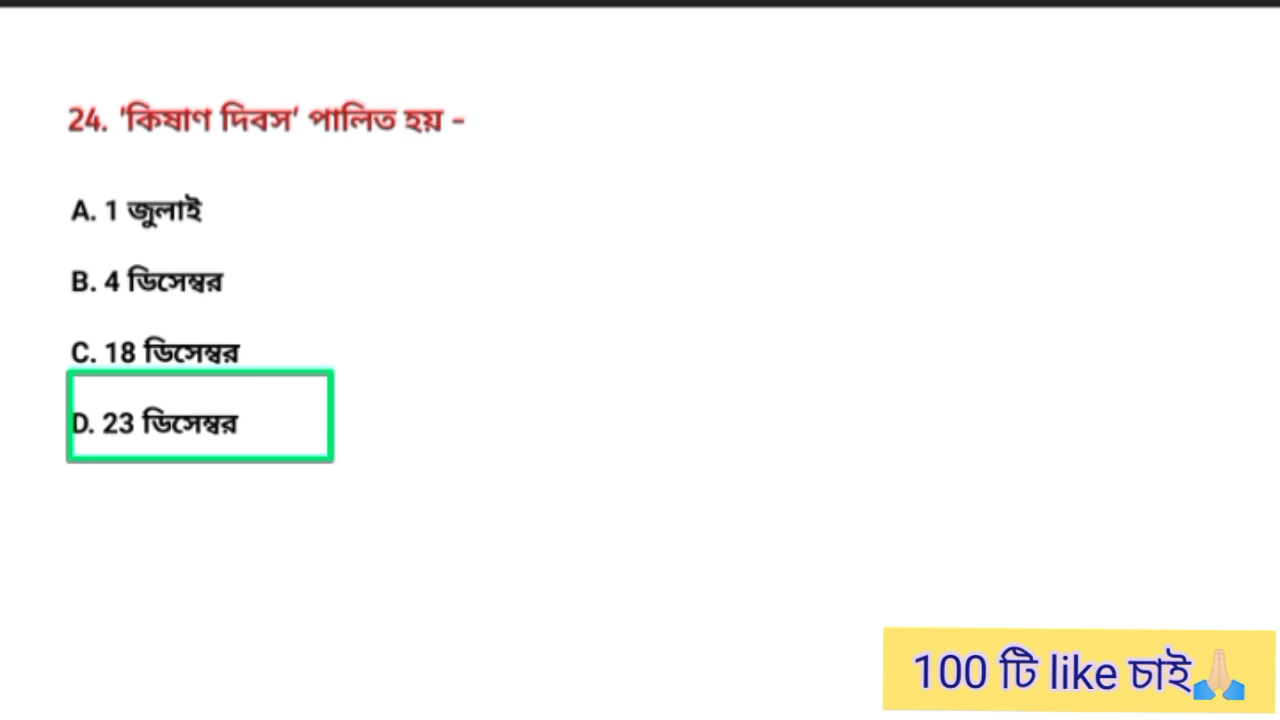 24. 'কিষাণ দিবস' পালিত হয় -
A. 1 জুলাই
B. 4 ডিসেম্বর
C. 18 ডিসেম্বর
D. 23 ডিসেম্বর
100 টি like চাই🙏🏻